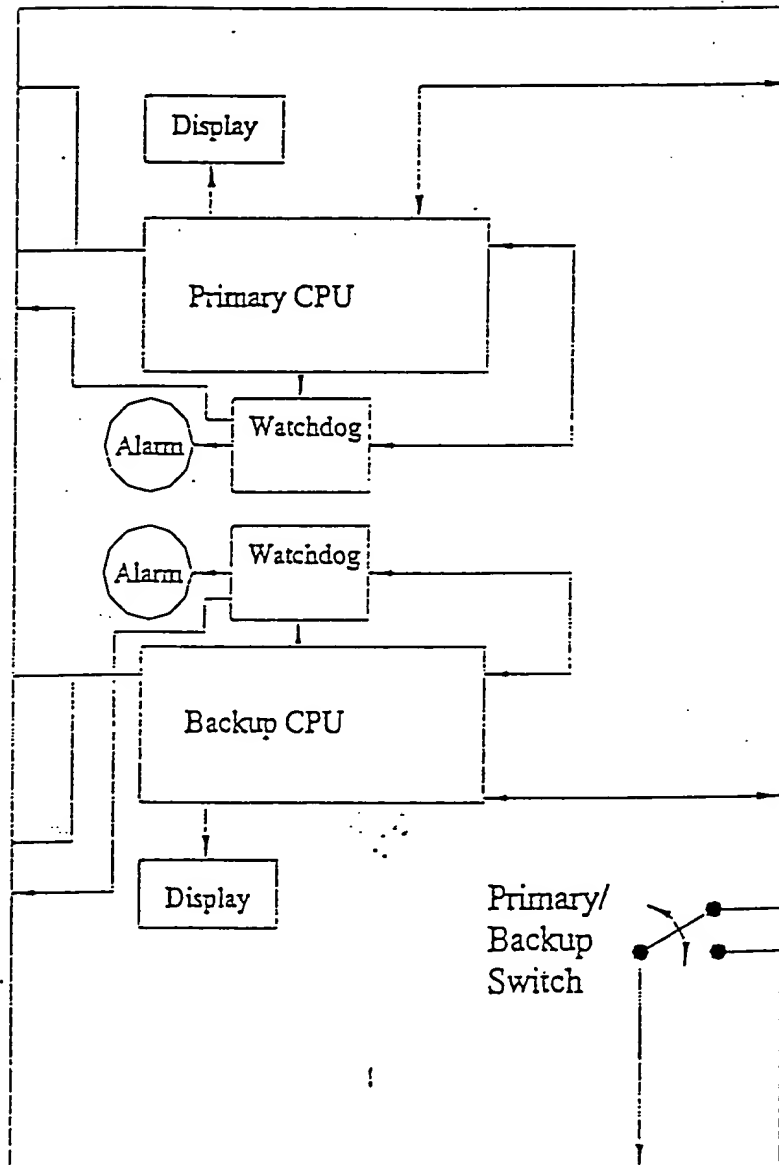 Display
Primary CPU
Watchdog
Alarm
Watchdog
Alarm
Backup CPU
Display
Primary/
Backup
Switch